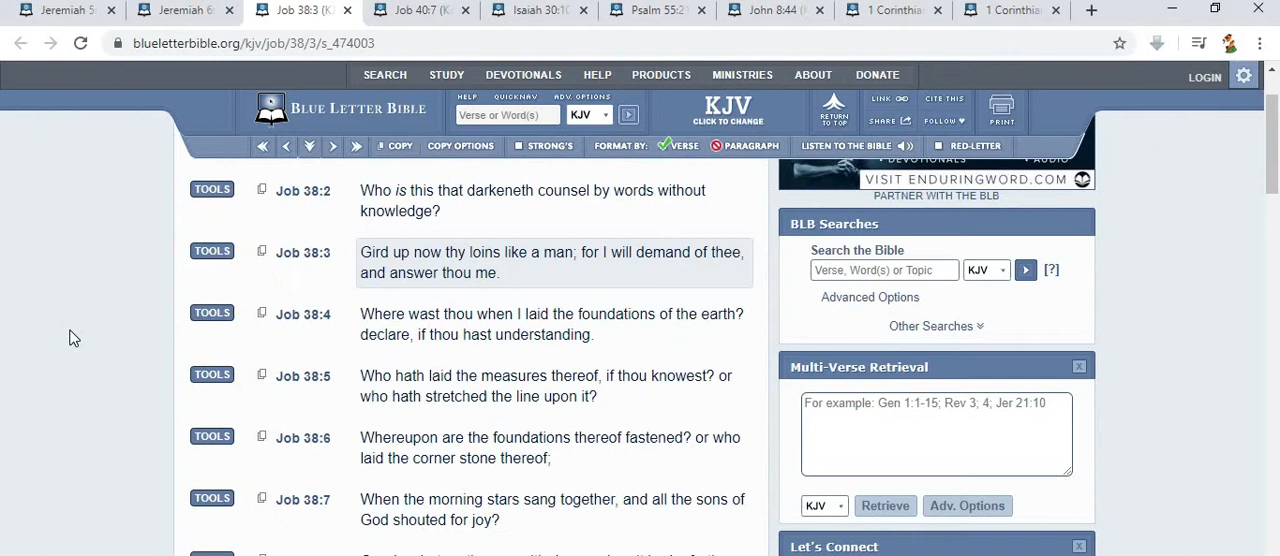 Jeremiah 5:
Jeremiah 6:
Job 38:3 (K
Job 40:7 (K
Isaiah 30:10
Psalm 55:21
John 8:44 (
1 Corinthia
1 Corinthia
blueletterbible.org/kjv/job/38/3/s_474003
SEARCH STUDY DEVOTIONALS HELP PRODUCTS MINISTRIES ABOUT DONATE
LOGIN
BLUE LETTER BIBLE
HELP QUICKNAV ADV. OPTIONS
Verse or Word(s) KJV
KJV
CLICK TO CHANGE
RETURN
TO TOP
LINK CITE THIS
SHARE FOLLOW
PRINT
COPY COPY OPTIONS STRONG'S FORMAT BY: VERSE PARAGRAPH LISTEN TO THE BIBLE RED-LETTER
TOOLS Job 38:2 Who is this that darkeneth counsel by words without
knowledge?
TOOLS Job 38:3 Gird up now thy loins like a man; for I will demand of thee,
and answer thou me.
TOOLS Job 38:4 Where wast thou when I laid the foundations of the earth?
declare, if thou hast understanding.
TOOLS Job 38:5 Who hath laid the measures thereof, if thou knowest? or
who hath stretched the line upon it?
TOOLS Job 38:6 Whereupon are the foundations thereof fastened? or who
laid the corner stone thereof;
TOOLS Job 38:7 When the morning stars sang together, and all the sons of
God shouted for joy?
DEVOTIONALS AUDIO
VISIT ENDURINGWORD.COM
PARTNER WITH THE BLB
BLB Searches
Search the Bible
Verse, Word(s) or Topic KJV [?]
Advanced Options
Other Searches
Multi-Verse Retrieval X
For example: Gen 1:1-15; Rev 3; 4; Jer 21:10
KJV Retrieve Adv. Options
Let's Connect X